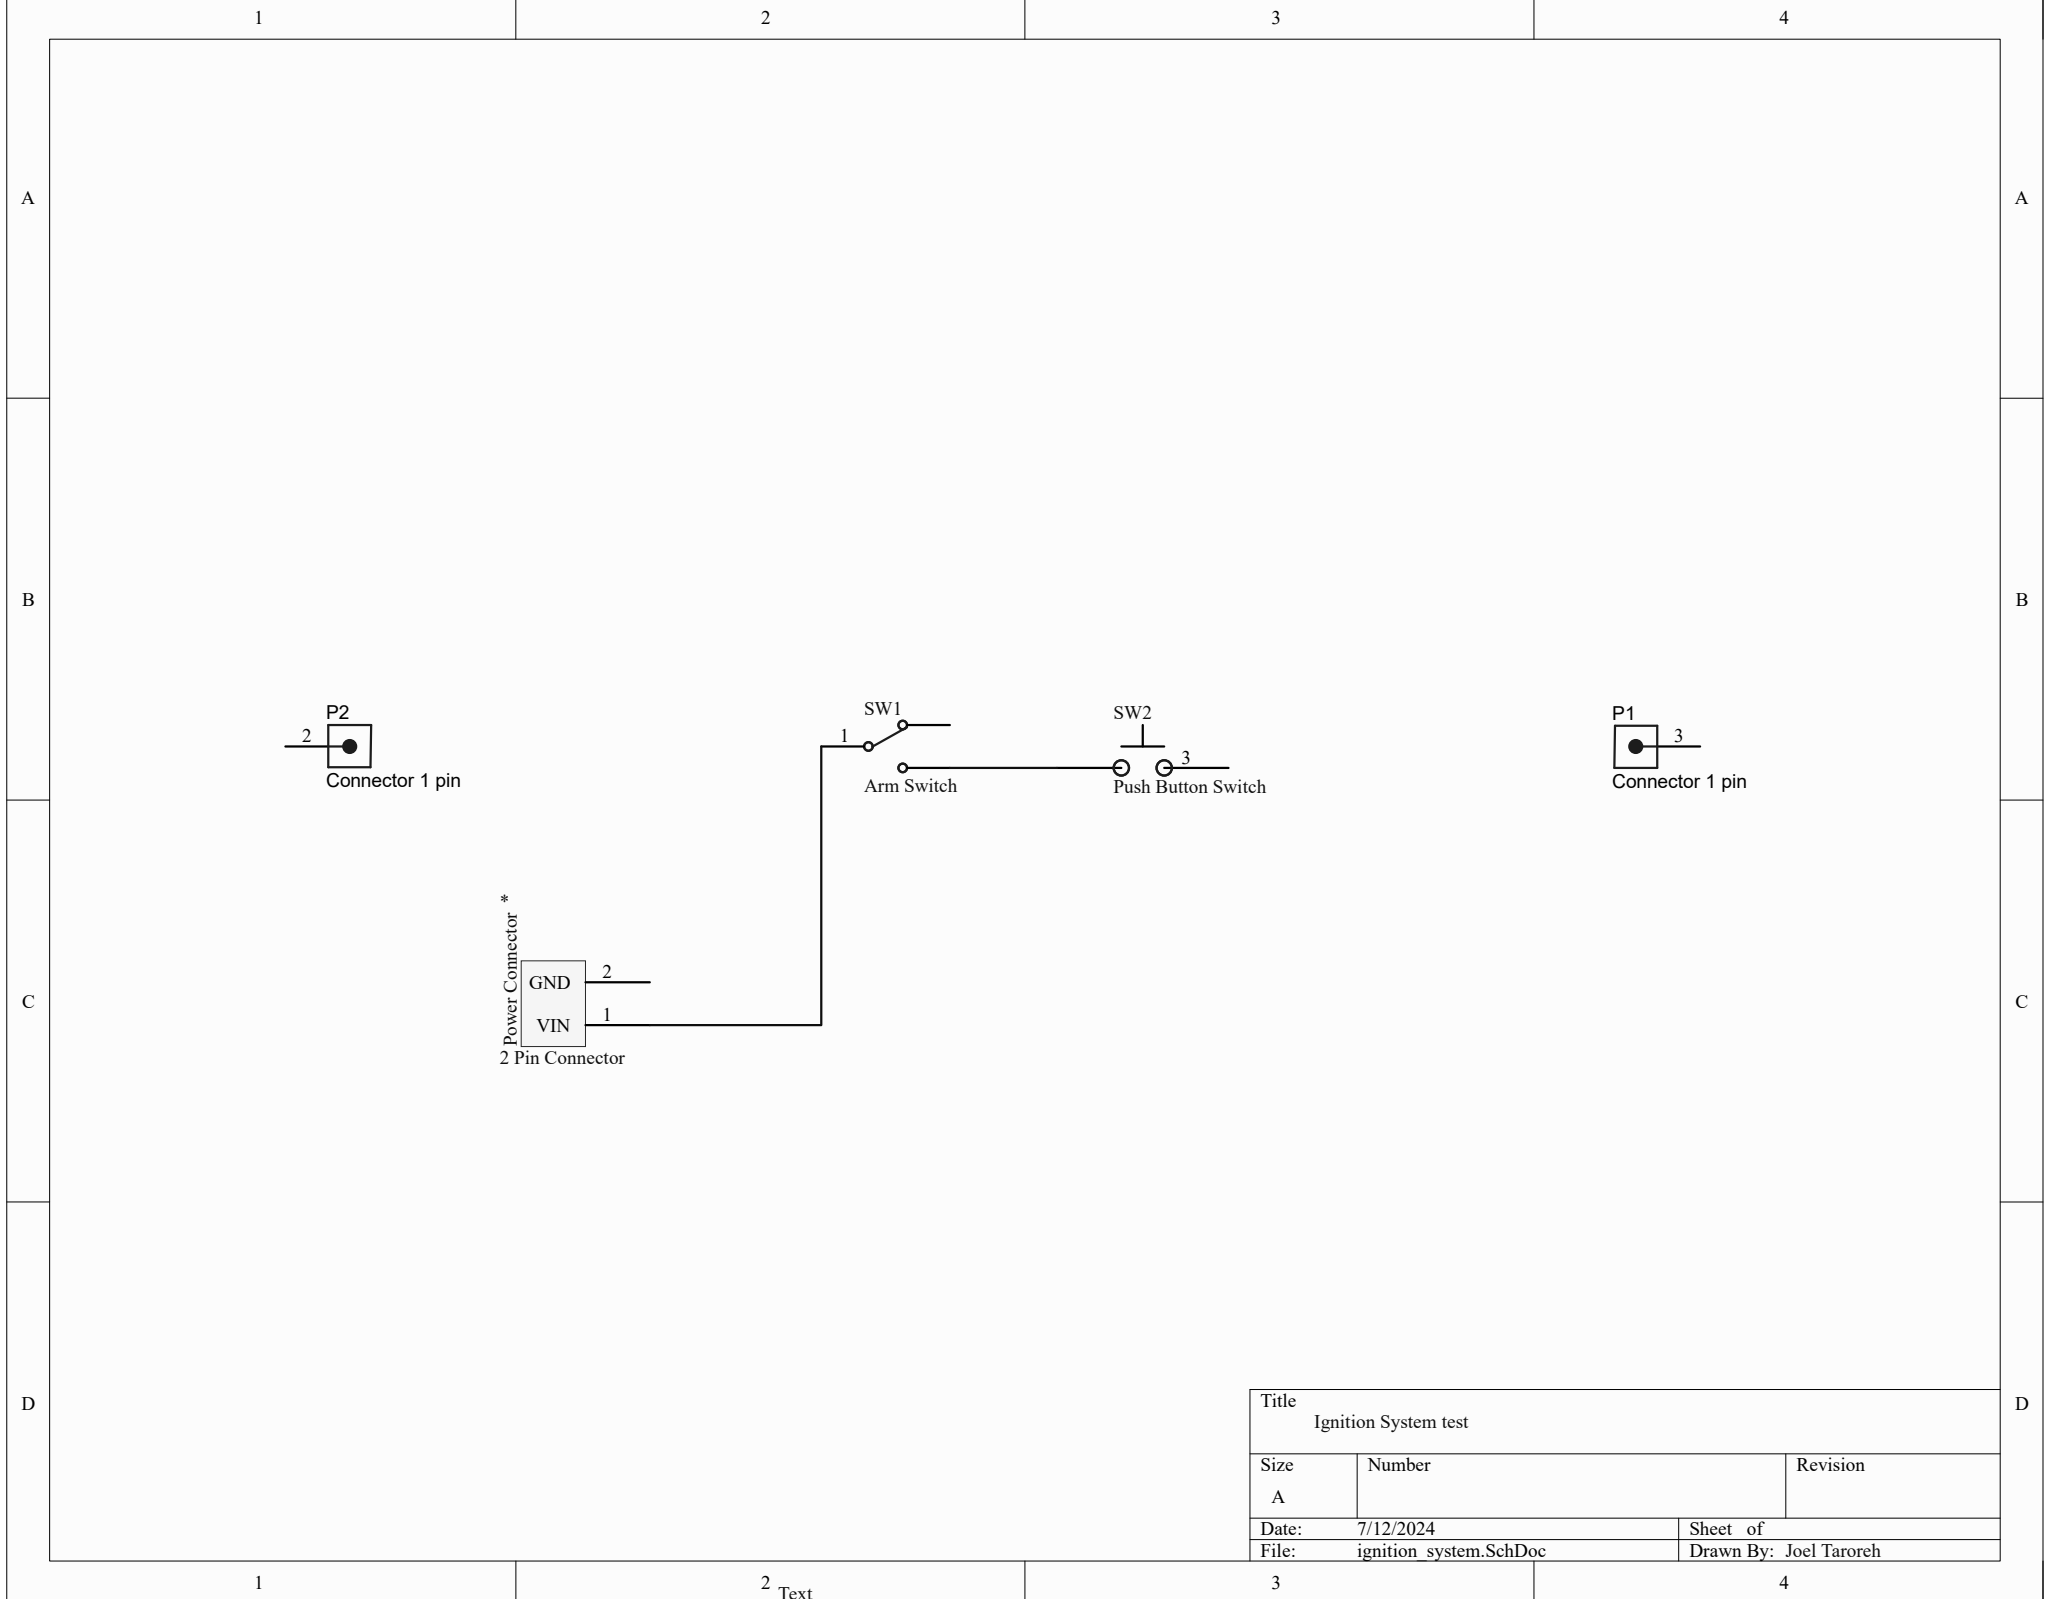 1 2 3 4
A A
B B
P2
2
Connector 1 pin
SW1
1
Arm Switch
SW2
3
Push Button Switch
P1
3
Connector 1 pin
*
Power Connector
GND 2
VIN 1
2 Pin Connector
C C
D D
Title
Ignition System test
Size Number Revision
A
Date: 7/12/2024 Sheet of
File: ignition_system.SchDoc Drawn By: Joel Taroreh
1 2 3 4
Text